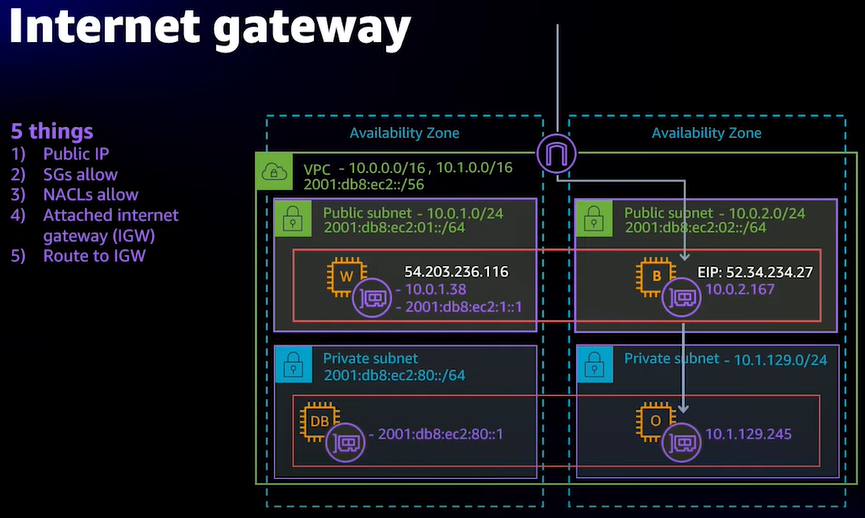 Internet gateway
5 things
1) Public IP
2) SGs allow
3) NACLs allow
4) Attached internet
gateway (IGW)
5) Route to IGW
Availability Zone
Availability Zone
VPC - 10.0.0.0/16 , 10.1.0.0/16
2001:db8:ec2::/56
Public subnet - 10.0.1.0/24
2001:db8:ec2:01::/64
W
54.203.236.116
- 10.0.1.38
- 2001:db8:ec2:1::1
Public subnet - 10.0.2.0/24
2001:db8:ec2:02::/64
B
EIP: 52.34.234.27
10.0.2.167
Private subnet
2001:db8:ec2:80::/64
DB
- 2001:db8:ec2:80::1
Private subnet - 10.1.129.0/24
O
10.1.129.245